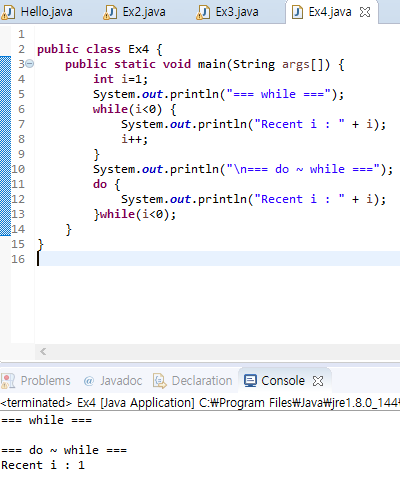 Hello.java Ex2.java Ex3.java Ex4.java
1
2 public class Ex4 {
3 public static void main(String args[]) {
4 int i=1;
5 System.out.println("=== while ===");
6 while(i<0) {
7 System.out.println("Recent i : " + i);
8 i++;
9 }
10 System.out.println("\n=== do ~ while ===");
11 do {
12 System.out.println("Recent i : " + i);
13 }while(i<0);
14 }
15 }
16
Problems @ Javadoc Declaration Console
<terminated> Ex4 [Java Application] C:₩Program Files₩Java₩jre1.8.0_144₩
=== while ===
=== do ~ while ===
Recent i : 1